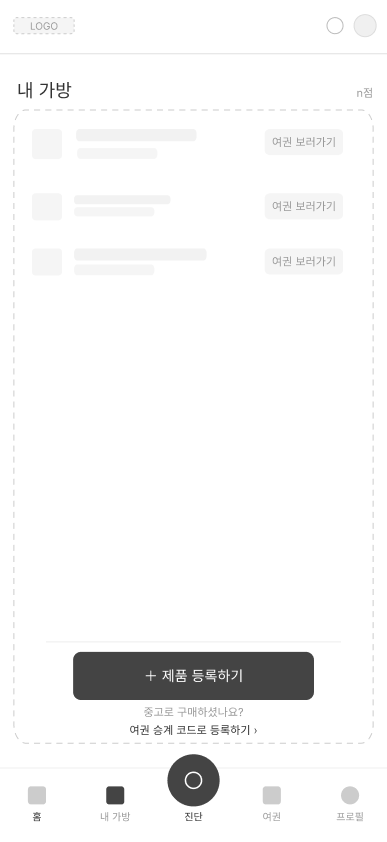 LOGO
내 가방
n점
여권 보러가기
여권 보러가기
여권 보러가기
+ 제품 등록하기
중고로 구매하셨나요?
여권 승계 코드로 등록하기 ›
홈
내 가방
진단
여권
프로필